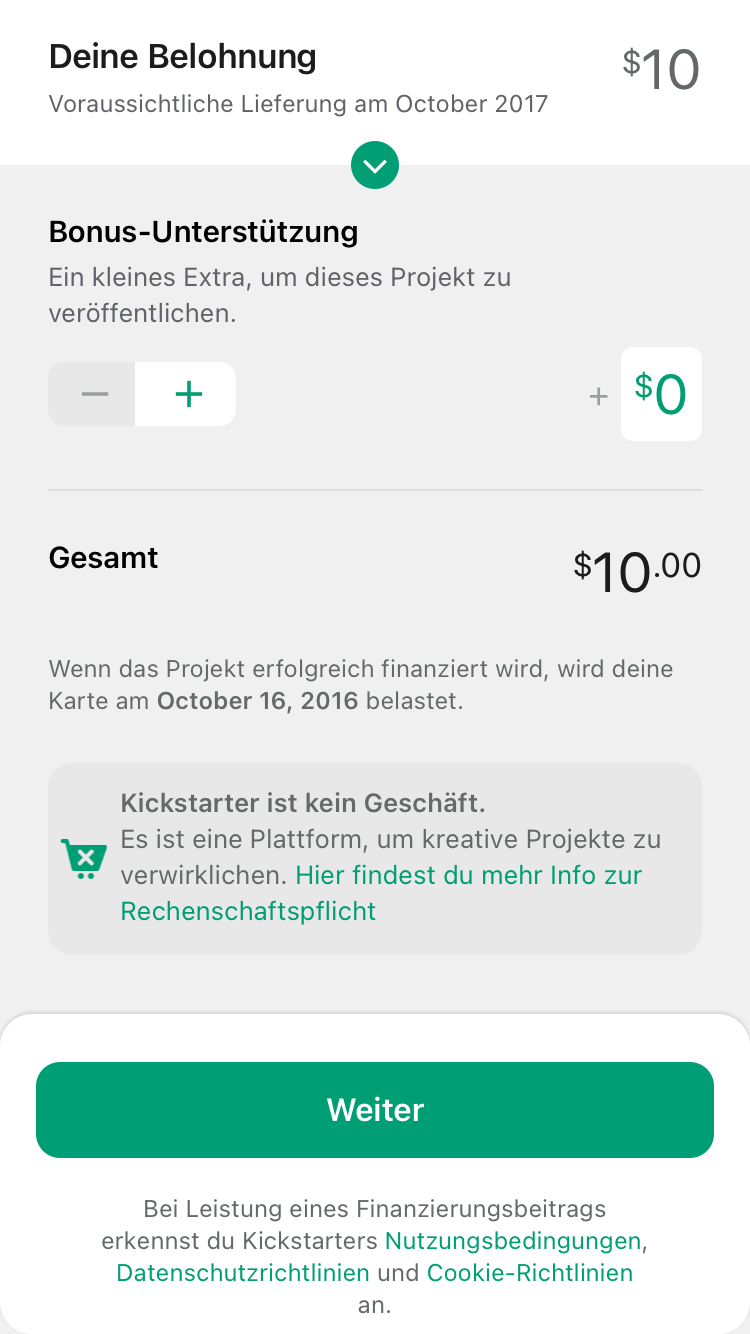 Deine Belohnung
$10
Voraussichtliche Lieferung am October 2017
Bonus-Unterstützung
Ein kleines Extra, um dieses Projekt zu
veröffentlichen.
− + + $0
Gesamt
$10.00
Wenn das Projekt erfolgreich finanziert wird, wird deine
Karte am October 16, 2016 belastet.
Kickstarter ist kein Geschäft.
Es ist eine Plattform, um kreative Projekte zu
verwirklichen. Hier findest du mehr Info zur
Rechenschaftspflicht
Weiter
Bei Leistung eines Finanzierungsbeitrags
erkennst du Kickstarters Nutzungsbedingungen,
Datenschutzrichtlinien und Cookie-Richtlinien
an.